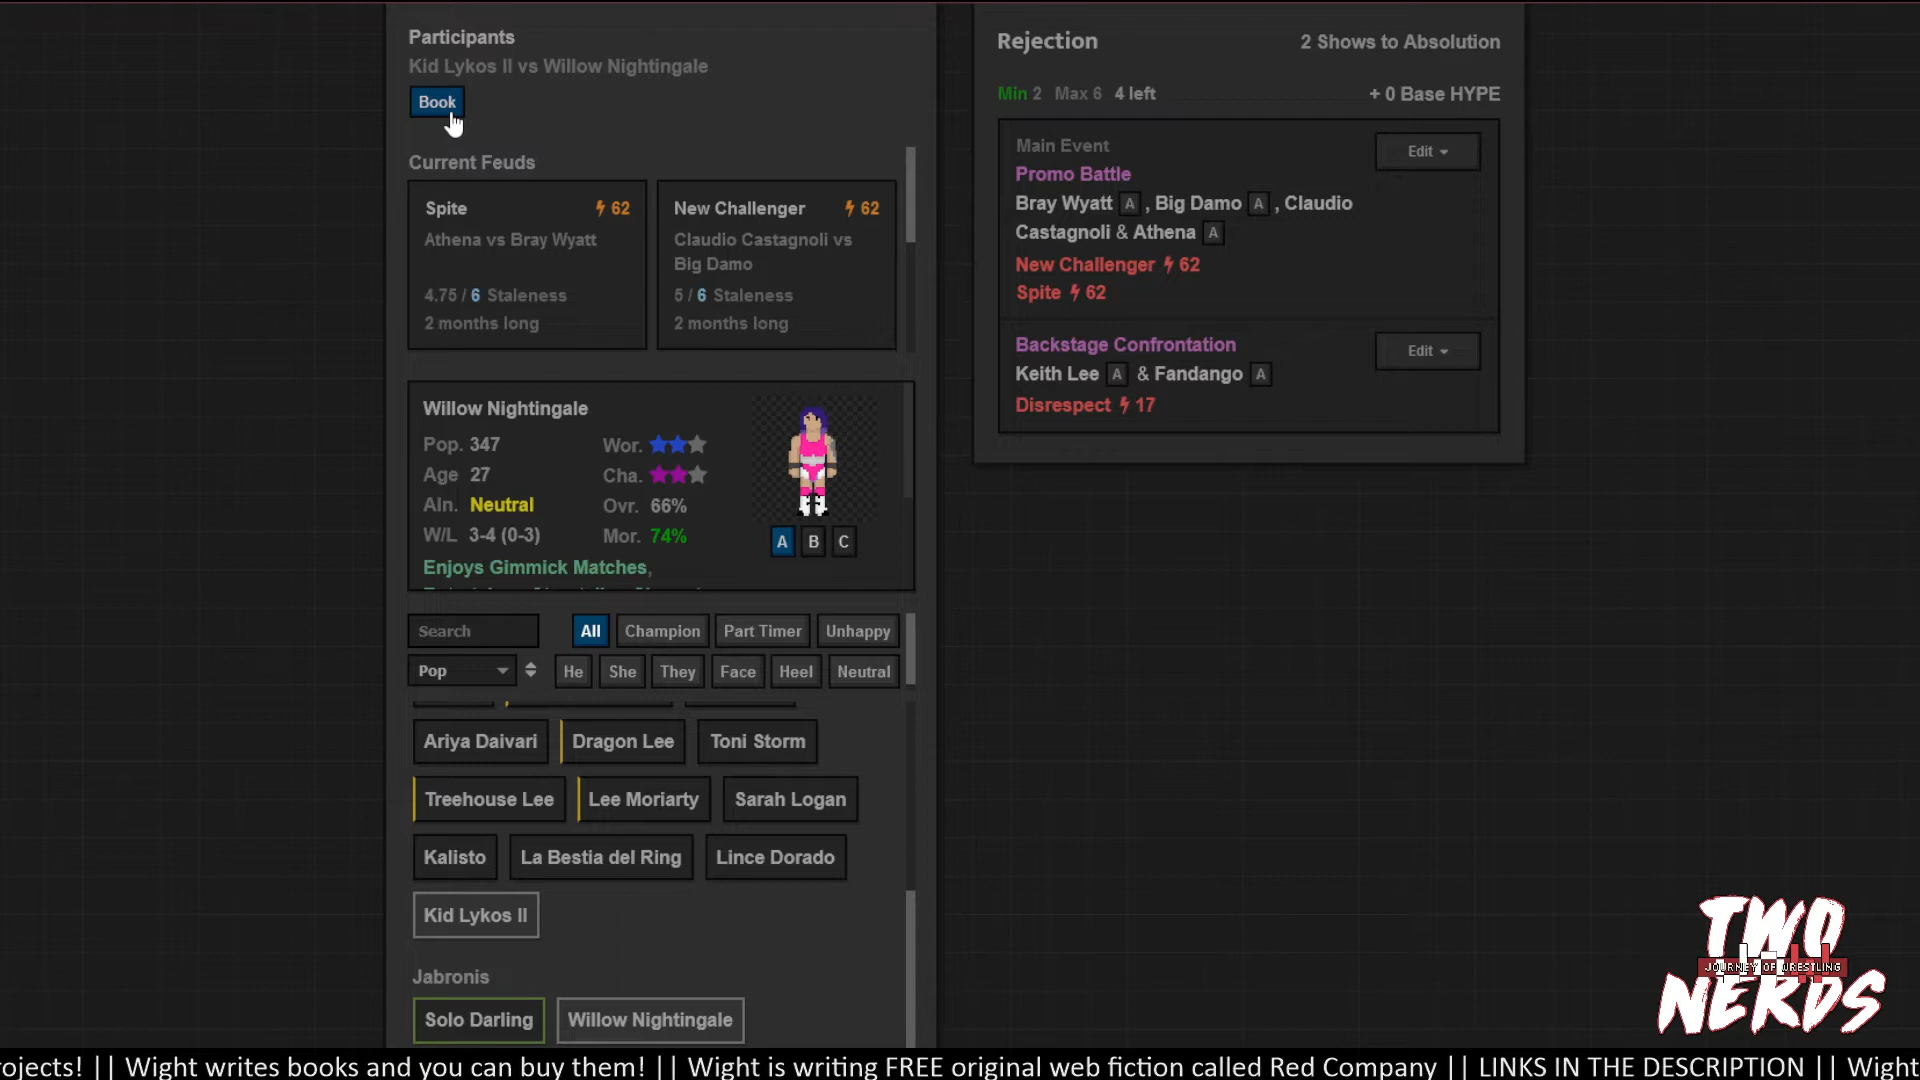 Participants
Kid Lykos II vs Willow Nightingale
Book
Current Feuds
Spite 62
Athena vs Bray Wyatt
4.75 / 6 Staleness
2 months long
New Challenger 62
Claudio Castagnoli vs
Big Damo
5 / 6 Staleness
2 months long
Willow Nightingale
Pop. 347
Age 27
Aln. Neutral
W/L 3-4 (0-3)
Wor.
Cha.
Ovr. 66%
Mor. 74%
A B C
Enjoys Gimmick Matches,
Search
All Champion Part Timer Unhappy
Pop
He She They Face Heel Neutral
Ariya Daivari Dragon Lee Toni Storm
Treehouse Lee Lee Moriarty Sarah Logan
Kalisto La Bestia del Ring Lince Dorado
Kid Lykos II
Jabronis
Solo Darling Willow Nightingale
Rejection 2 Shows to Absolution
Min 2 Max 6 4 left + 0 Base HYPE
Main Event
Edit
Promo Battle
Bray Wyatt A , Big Damo A , Claudio
Castagnoli & Athena A
New Challenger 62
Spite 62
Backstage Confrontation
Edit
Keith Lee A & Fandango A
Disrespect 17
TWO
JOURNEY OF WRESTLING
NERDS
rojects! || Wight writes books and you can buy them! || Wight is writing FREE original web fiction called Red Company || LINKS IN THE DESCRIPTION || Wight